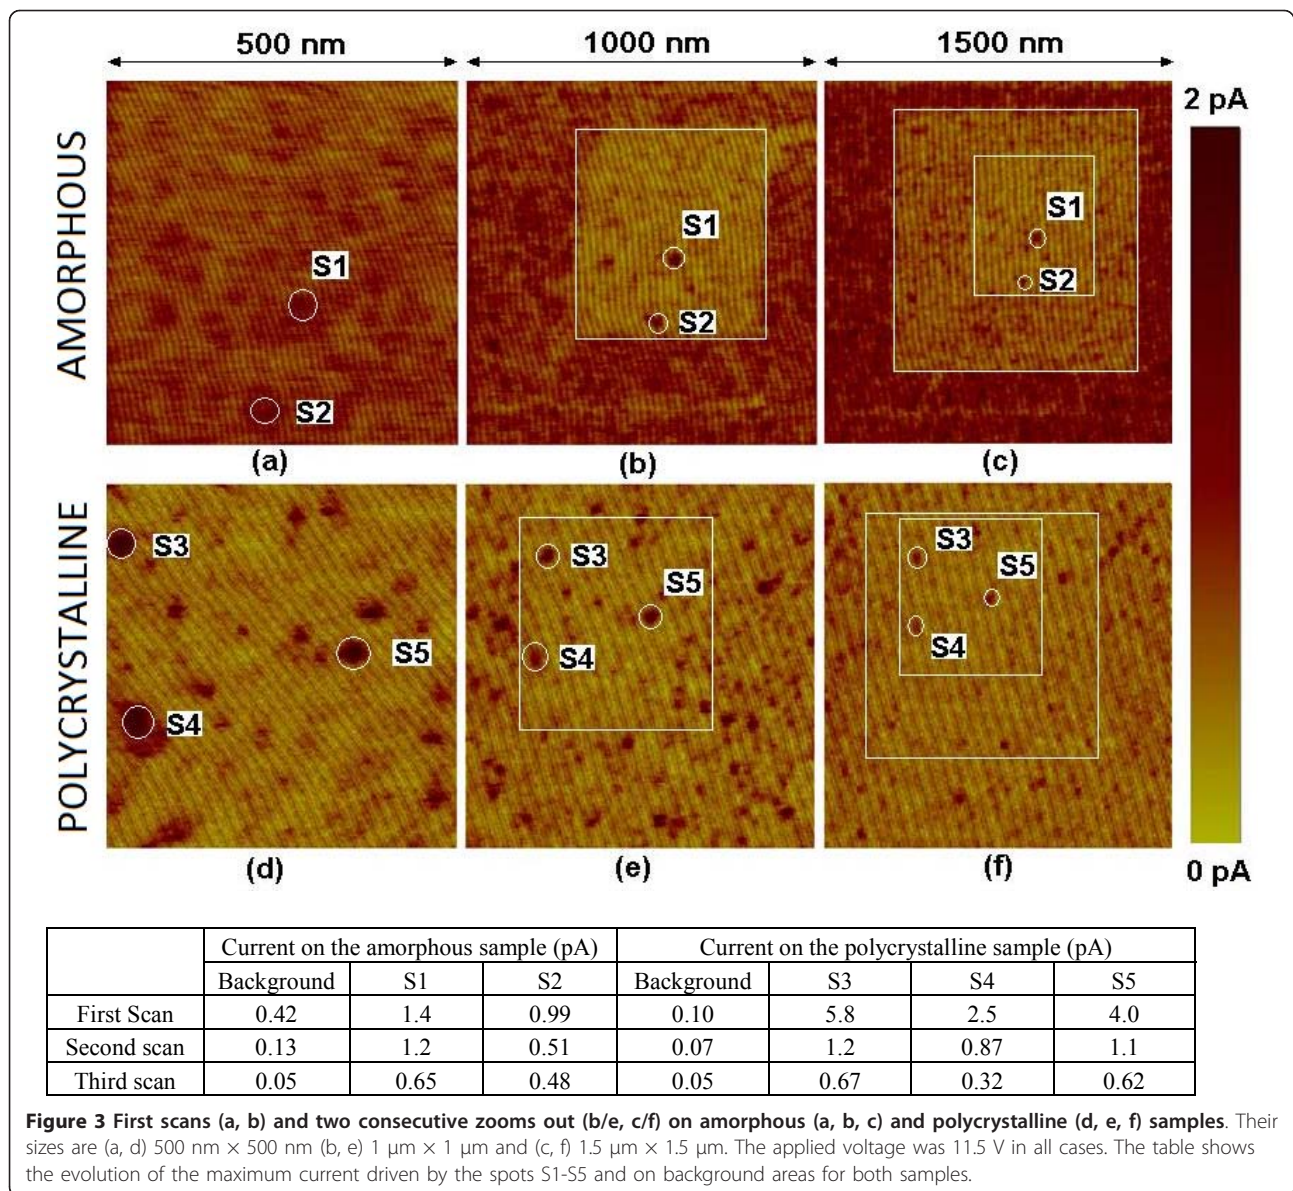 500 nm 1000 nm 1500 nm
2 pA
AMORPHOUS
S1
S2
S1
S2
S1
S2
(a) (b) (c)
POLYCRYSTALLINE
S3
S5
S4
S3
S5
S4
S3
S5
S4
0 pA
(d) (e) (f)
Current on the amorphous sample (pA) Current on the polycrystalline sample (pA)
Background S1 S2 Background S3 S4 S5
First Scan 0.42 1.4 0.99 0.10 5.8 2.5 4.0
Second scan 0.13 1.2 0.51 0.07 1.2 0.87 1.1
Third scan 0.05 0.65 0.48 0.05 0.67 0.32 0.62
Figure 3 First scans (a, b) and two consecutive zooms out (b/e, c/f) on amorphous (a, b, c) and polycrystalline (d, e, f) samples. Their
sizes are (a, d) 500 nm × 500 nm (b, e) 1 μm × 1 μm and (c, f) 1.5 μm × 1.5 μm. The applied voltage was 11.5 V in all cases. The table shows
the evolution of the maximum current driven by the spots S1-S5 and on background areas for both samples.